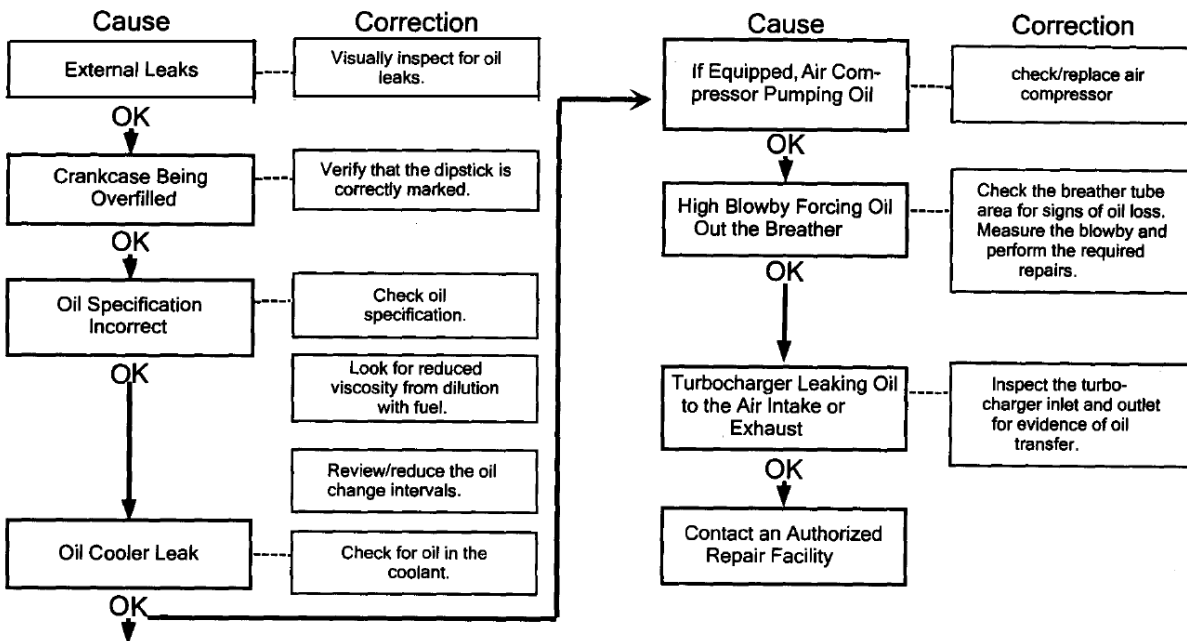 Cause
Correction
External Leaks
Visually inspect for oil
leaks.
OK
Crankcase Being
Overfilled
Verify that the dipstick is
correctly marked.
OK
Oil Specification
Incorrect
Check oil
specification.
OK
Look for reduced
viscosity from dilution
with fuel.
Review/reduce the oil
change intervals.
Oil Cooler Leak
Check for oil in the
coolant.
OK
Cause
Correction
If Equipped, Air Com-
pressor Pumping Oil
check/replace air
compressor
OK
High Blowby Forcing Oil
Out the Breather
Check the breather tube
area for signs of oil loss.
Measure the blowby and
perform the required
repairs.
OK
Turbocharger Leaking Oil
to the Air Intake or
Exhaust
Inspect the turbo-
charger inlet and outlet
for evidence of oil
transfer.
OK
Contact an Authorized
Repair Facility